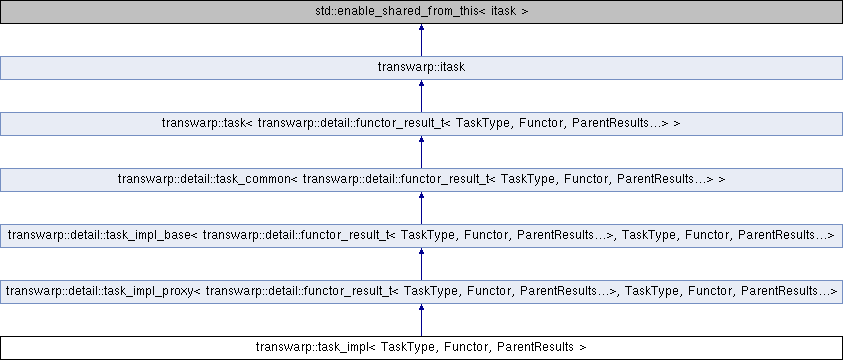 std::enable_shared_from_this< itask >
transwarp::itask
transwarp::task< transwarp::detail::functor_result_t< TaskType, Functor, ParentResults...> >
transwarp::detail::task_common< transwarp::detail::functor_result_t< TaskType, Functor, ParentResults...> >
transwarp::detail::task_impl_base< transwarp::detail::functor_result_t< TaskType, Functor, ParentResults...>, TaskType, Functor, ParentResults...>
transwarp::detail::task_impl_proxy< transwarp::detail::functor_result_t< TaskType, Functor, ParentResults...>, TaskType, Functor, ParentResults...>
transwarp::task_impl< TaskType, Functor, ParentResults >